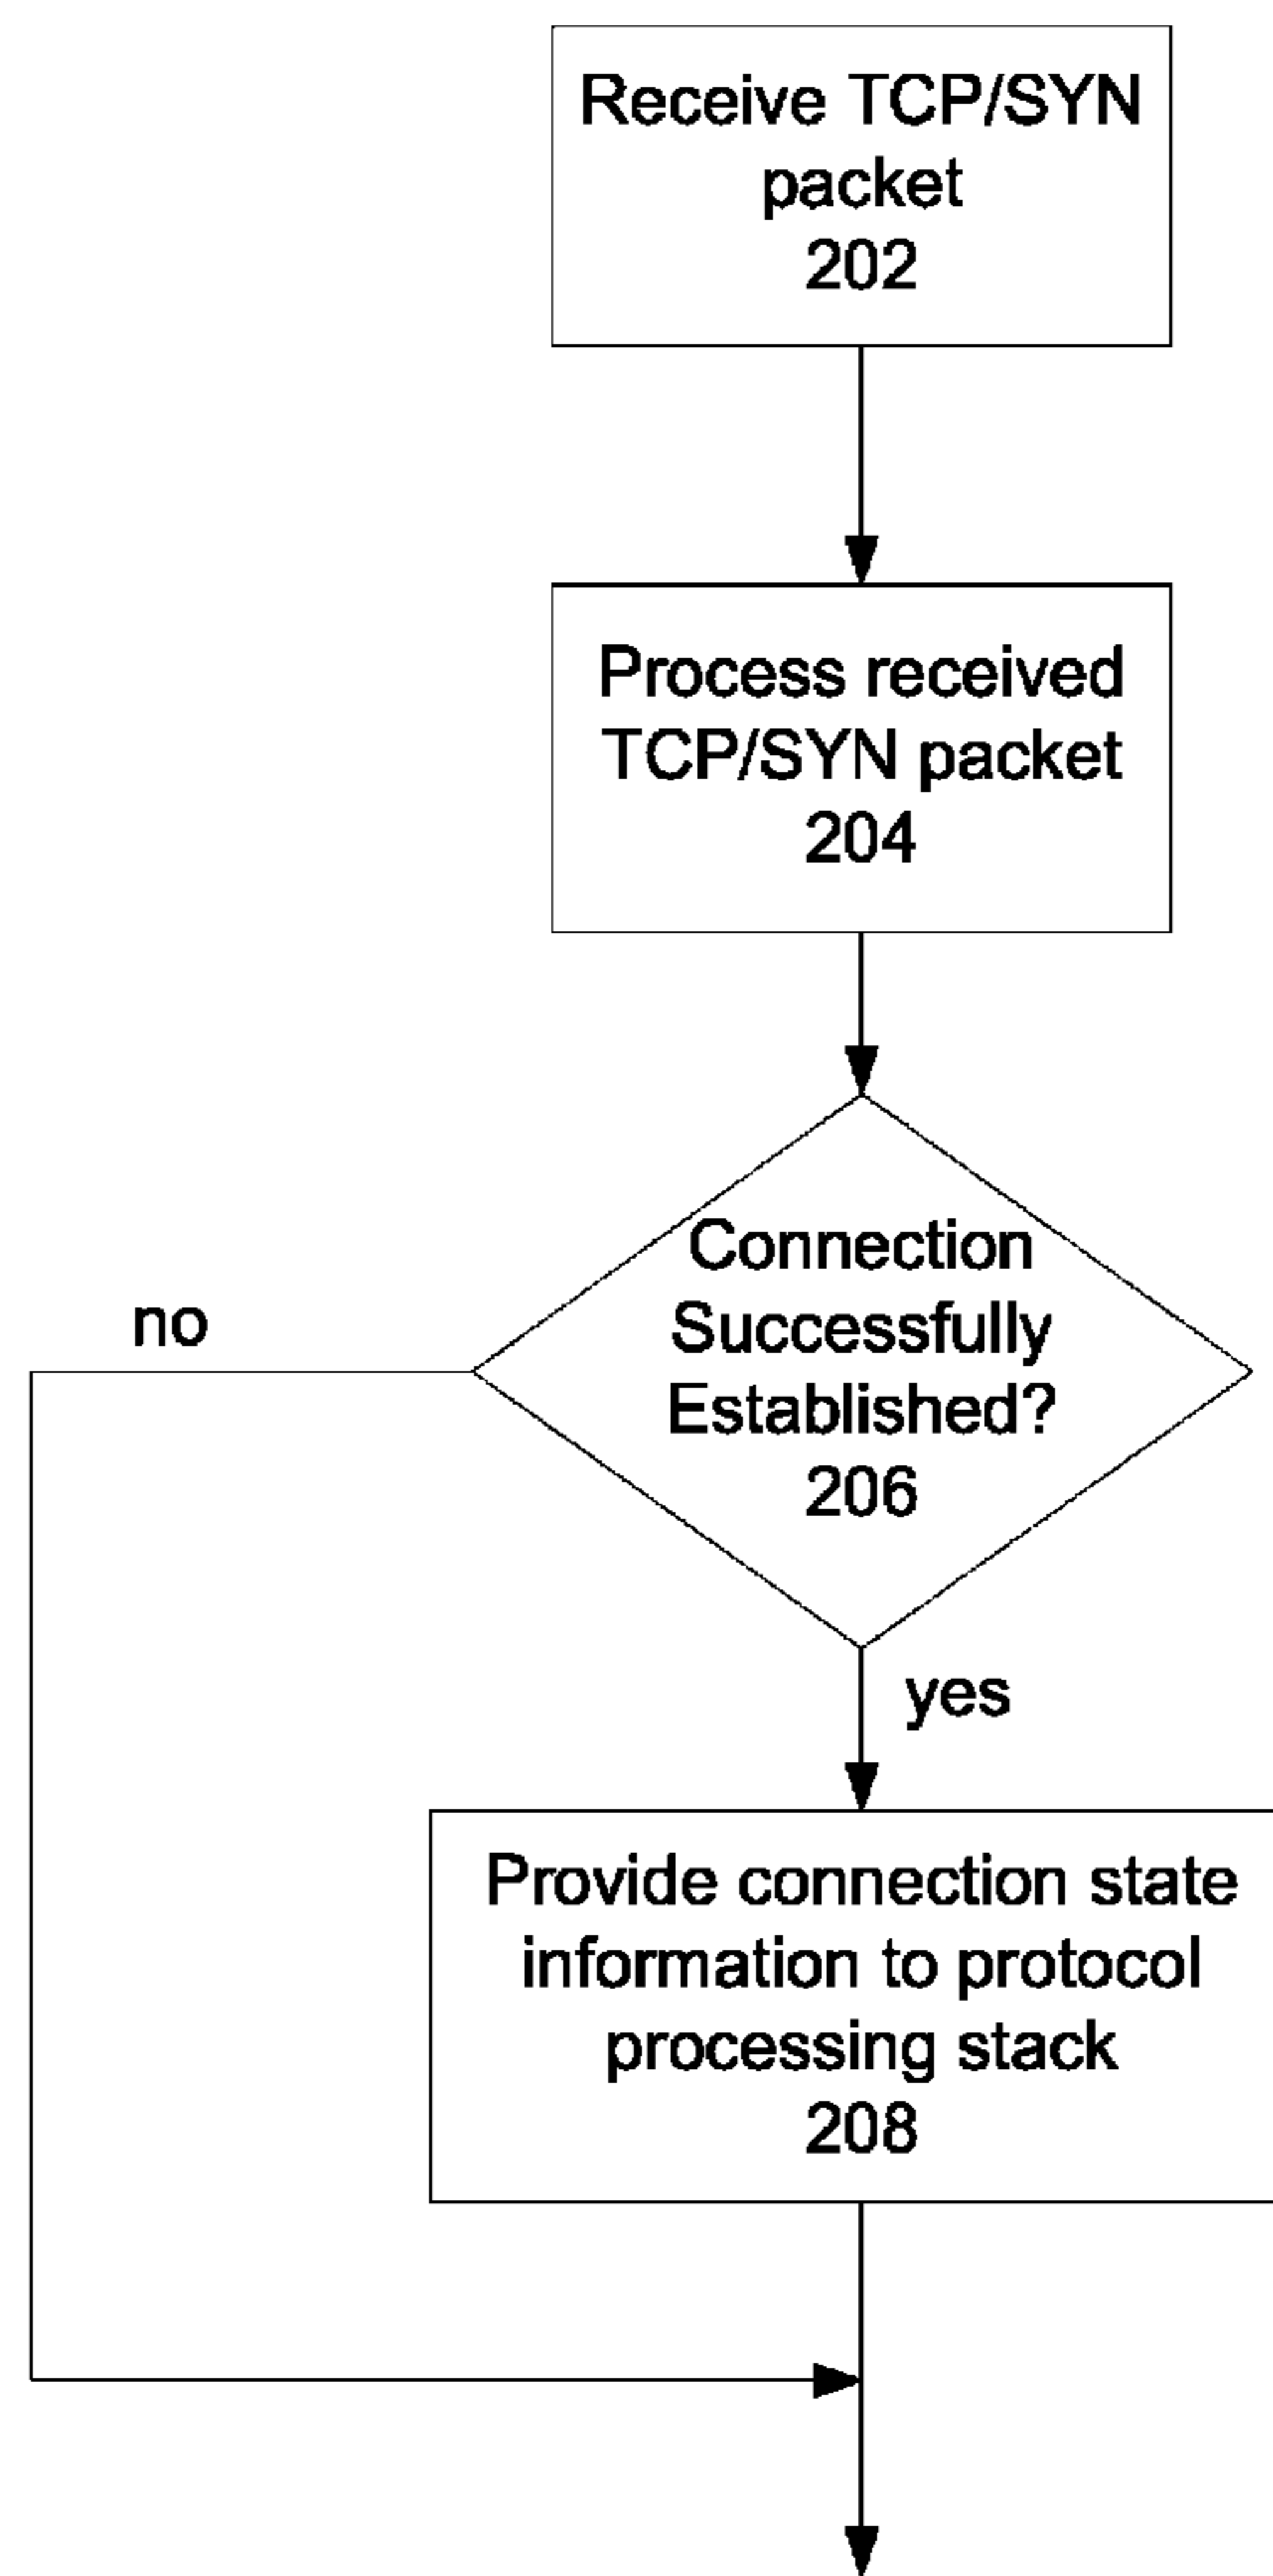 Receive TCP/SYN
packet
202
Process received
TCP/SYN packet
204
Connection
Successfully
Established?
206
no
yes
Provide connection state
information to protocol
processing stack
208